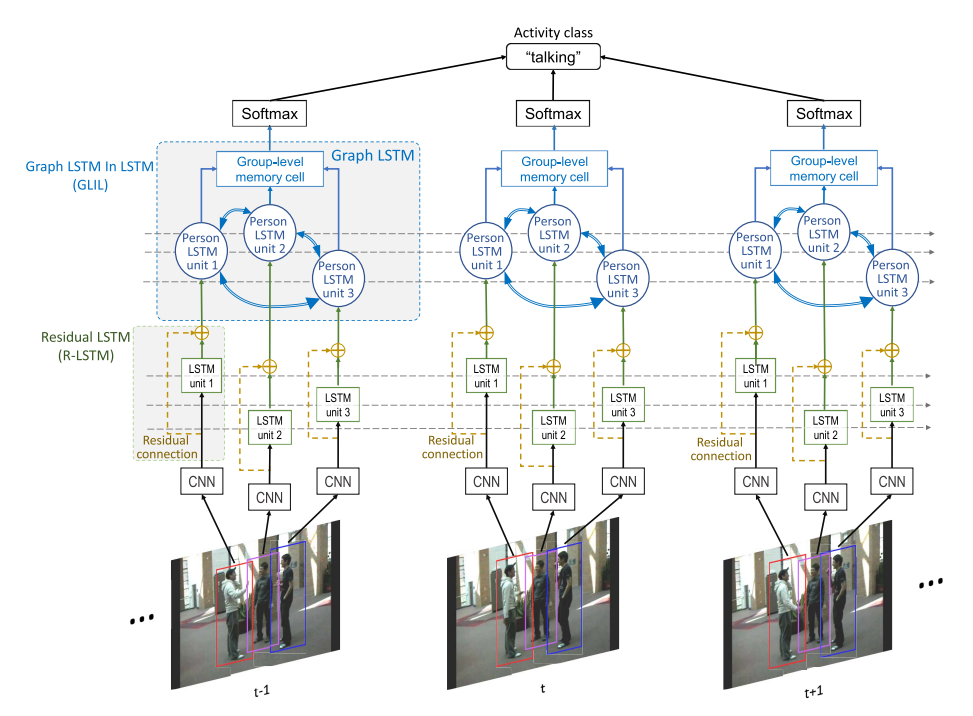 Activity class
"talking"
Softmax
Softmax
Softmax
Graph LSTM In LSTM
(GLIL)
Graph LSTM
Group-level
memory cell
Group-level
memory cell
Group-level
memory cell
Person
LSTM
unit 1
Person
LSTM
unit 2
Person
LSTM
unit 3
Person
LSTM
unit 1
Person
LSTM
unit 2
Person
LSTM
unit 3
Person
LSTM
unit 1
Person
LSTM
unit 2
Person
LSTM
unit 3
Residual LSTM
(R-LSTM)
LSTM
unit 1
LSTM
unit 2
LSTM
unit 3
LSTM
unit 1
LSTM
unit 2
LSTM
unit 3
LSTM
unit 1
LSTM
unit 2
LSTM
unit 3
Residual
connection
Residual
connection
Residual
connection
CNN
CNN
CNN
CNN
CNN
CNN
CNN
CNN
CNN
...
...
t-1
t
t+1